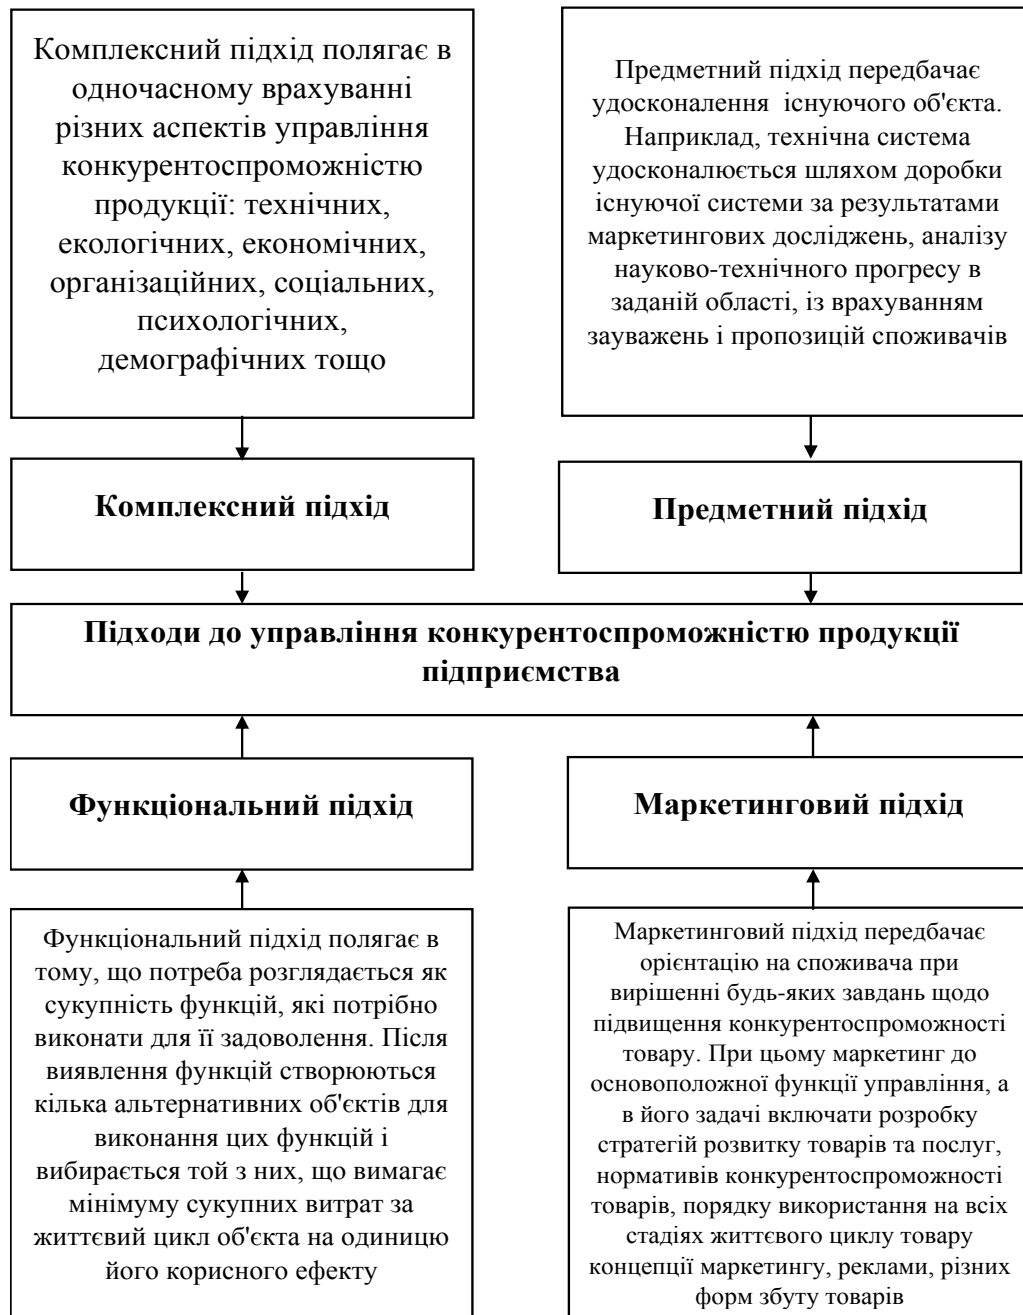 Комплексний підхід полягає в
одночасному врахуванні
різних аспектів управління
конкурентоспроможністю
продукції: технічних,
екологічних, економічних,
організаційних, соціальних,
психологічних,
демографічних тощо
Предметний підхід передбачає
удосконалення існуючого об'єкта.
Наприклад, технічна система
удосконалюється шляхом доробки
існуючої системи за результатами
маркетингових досліджень, аналізу
науково-технічного прогресу в
заданій області, із врахуванням
зауважень і пропозицій споживачів
Комплексний підхід
Предметний підхід
Підходи до управління конкурентоспроможністю продукції
підприємства
Функціональний підхід
Маркетинговий підхід
Функціональний підхід полягає в
тому, що потреба розглядається як
сукупність функцій, які потрібно
виконати для її задоволення. Після
виявлення функцій створюються
кілька альтернативних об'єктів для
виконання цих функцій і
вибирається той з них, що вимагає
мінімуму сукупних витрат за
життєвий цикл об'єкта на одиницю
його корисного ефекту
Маркетинговий підхід передбачає
орієнтацію на споживача при
вирішенні будь-яких завдань щодо
підвищення конкурентоспроможності
товару. При цьому маркетинг до
основоположної функції управління, а
в його задачі включати розробку
стратегій розвитку товарів та послуг,
нормативів конкурентоспроможності
товарів, порядку використання на всіх
стадіях життєвого циклу товару
концепції маркетингу, реклами, різних
форм збуту товарів